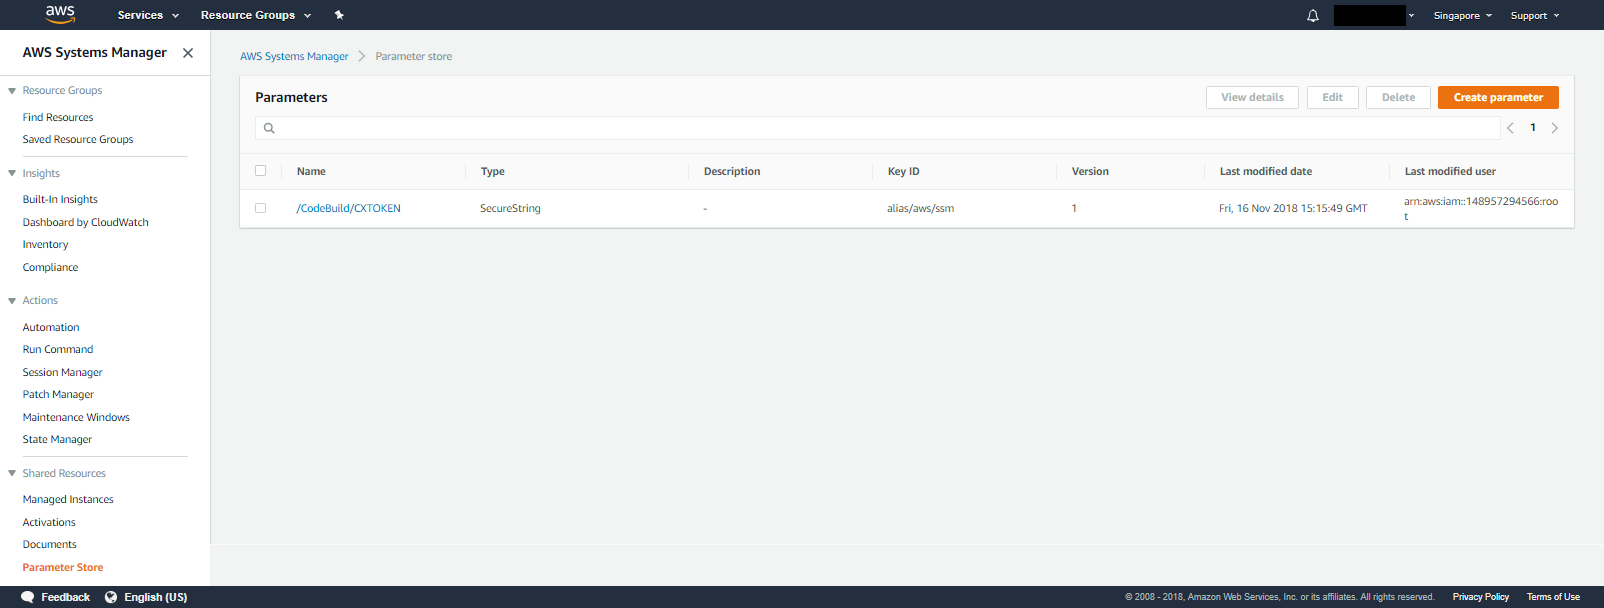 aws Services Resource Groups Singapore Support
AWS Systems Manager
AWS Systems Manager Parameter store
Resource Groups
Find Resources
Saved Resource Groups
Insights
Built-In Insights
Dashboard by CloudWatch
Inventory
Compliance
Actions
Automation
Run Command
Session Manager
Patch Manager
Maintenance Windows
State Manager
Shared Resources
Managed Instances
Activations
Documents
Parameter Store
Parameters View details Edit Delete Create parameter
1
Name Type Description Key ID Version Last modified date Last modified user
/CodeBuild/CXTOKEN SecureString - alias/aws/ssm 1 Fri, 16 Nov 2018 15:15:49 GMT arn:aws:iam::148957294566:roo
t
Feedback English (US) © 2008 - 2018, Amazon Web Services, Inc. or its affiliates. All rights reserved. Privacy Policy Terms of Use